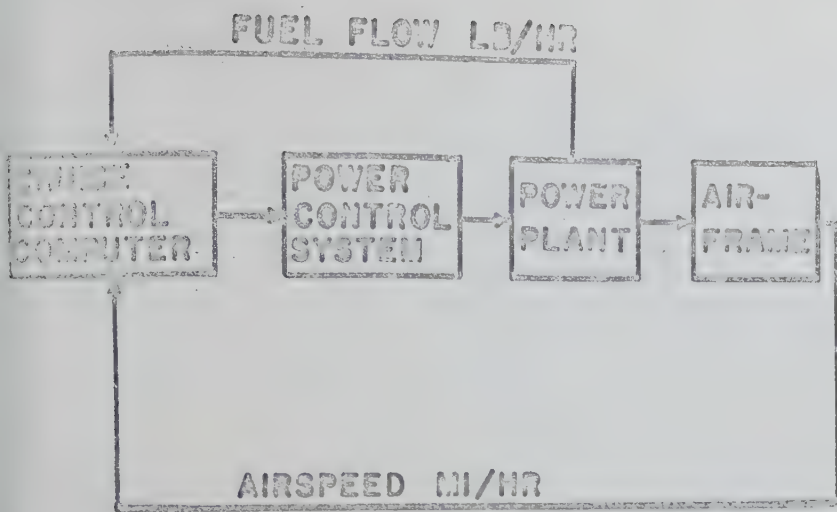 FUEL FLOW LB/HR
CONTROL
COMPUTER
POWER
CONTROL
SYSTEM
POWER
PLANT
AIR-
FRAME
AIRSPEED MI/HR